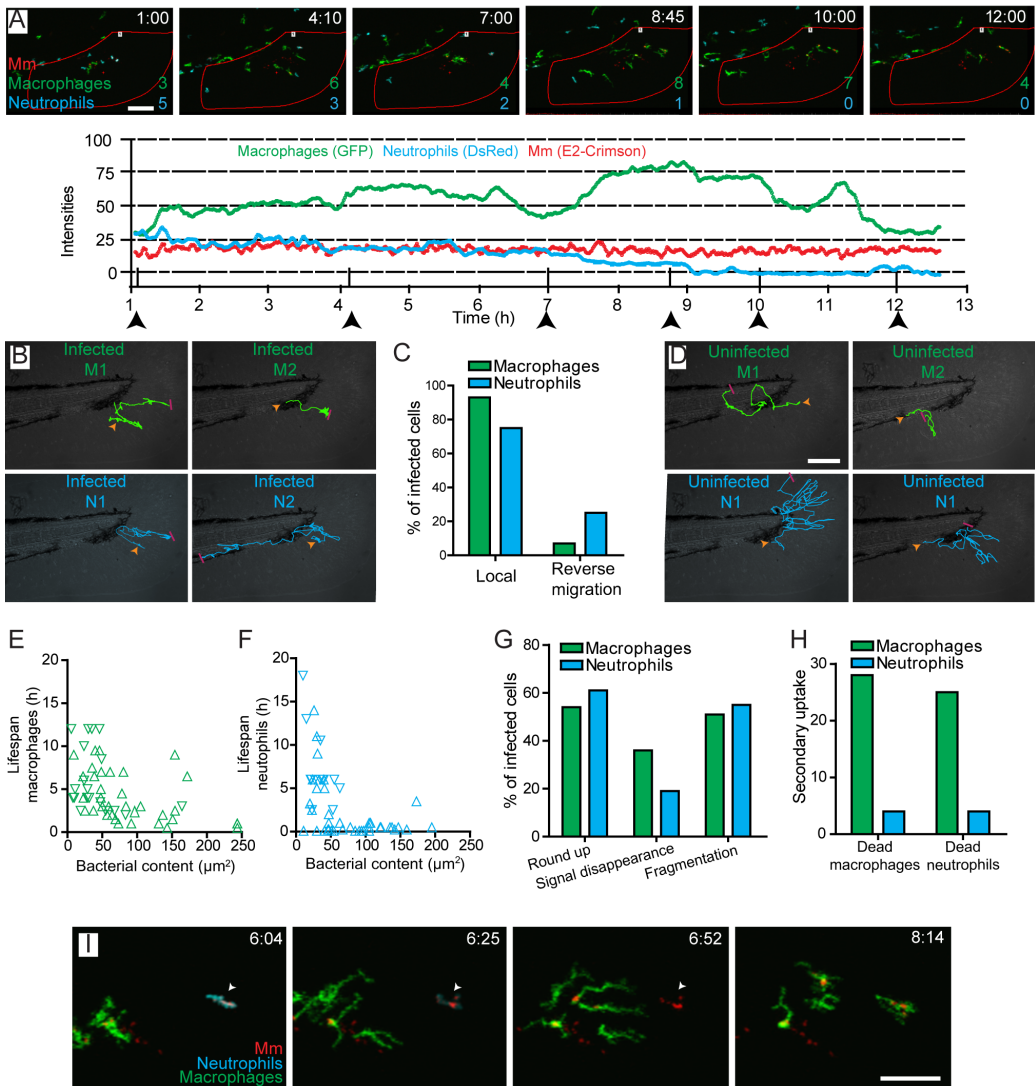 A
1:00
4:10
7:00
8:45
10:00
12:00
Mm
Macrophages 3 6 4 8 7 4
Neutrophils 5 3 2 1 0 0
Macrophages (GFP) Neutrophils (DsRed) Mm (E2-Crimson)
Intensities
100
75
50
25
0
1 2 3 4 5 6 7 8 9 10 11 12 13
Time (h)
B
Infected
M1
Infected
M2
Infected
N1
Infected
N2
C
Macrophages
Neutrophils
% of infected cells
100
80
60
40
20
0
Local
Reverse
migration
D
Uninfected
M1
Uninfected
M2
Uninfected
N1
Uninfected
N1
E
Lifespan
macrophages (h)
20
15
10
5
0
0 50 100 150 200 250
Bacterial content (µm²)
F
Lifespan
neutrophils (h)
20
15
10
5
0
0 50 100 150 200 250
Bacterial content (µm²)
G
Macrophages
Neutrophils
% of infected cells
80
60
40
20
0
Round up
Signal disappearance
Fragmentation
H
Macrophages
Neutrophils
Secondary uptake
30
20
10
0
Dead
macrophages
Dead
neutrophils
I
6:04
6:25
6:52
8:14
Mm
Neutrophils
Macrophages